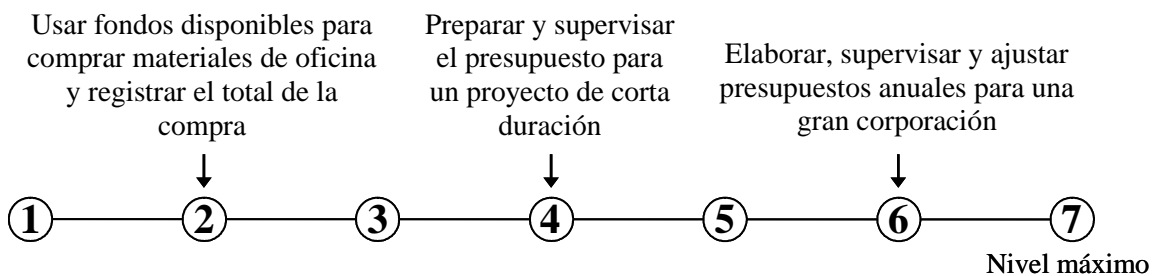 Usar fondos disponibles para
comprar materiales de oficina
y registrar el total de la
compra
Preparar y supervisar
el presupuesto para
un proyecto de corta
duración
Elaborar, supervisar y ajustar
presupuestos anuales para una
gran corporación
1 2 3 4 5 6 7
Nivel máximo